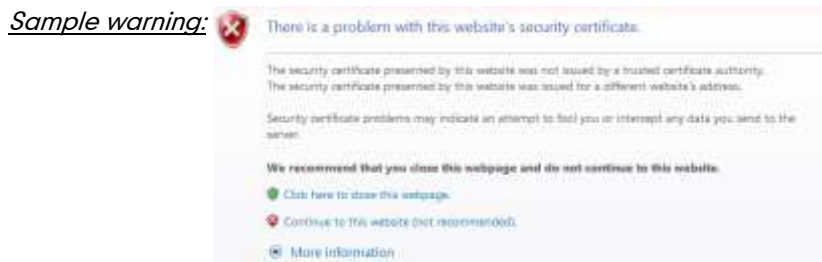 Sample warning:
There is a problem with this website's security certificate.
The security certificate presented by this website was not issued by a trusted certificate authority.
The security certificate presented by this website was issued for a different website's address.
Security certificate problems may indicate an attempt to fool you or intercept any data you send to the
server.
We recommend that you close this webpage and do not continue to this website.
Click here to close this webpage.
Continue to this website (not recommended).
More information